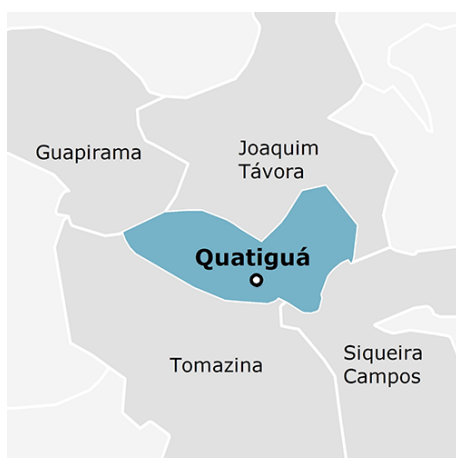 Guapirama
Joaquim
Távora
Quatiguá
Tomazina
Siqueira
Campos